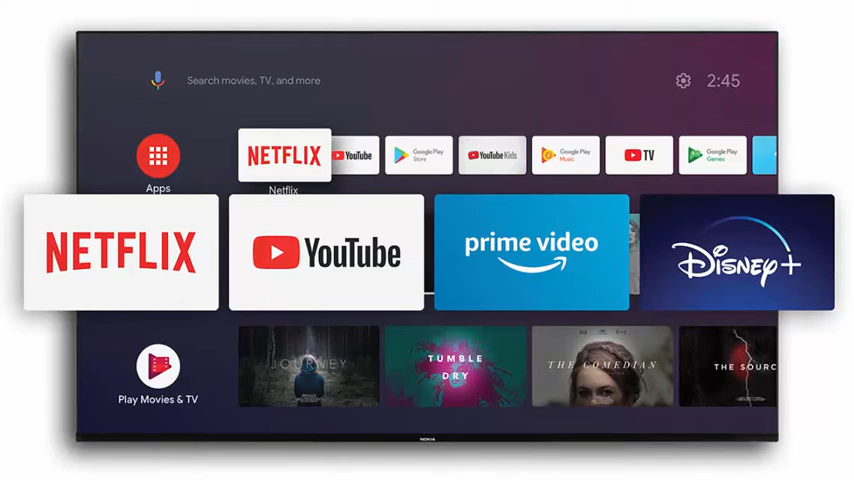 Search movies, TV, and more
2:45
NETFLIX
YouTube
Google Play
Store
YouTube Kids
Google Play
Music
TV
Google Play
Games
Apps
Netflix
NETFLIX
YouTube
prime video
Disney+
JOURNEY
TUMBLE
DRY
THE COMEDIAN
THE SOURC
Play Movies & TV
NOKIA